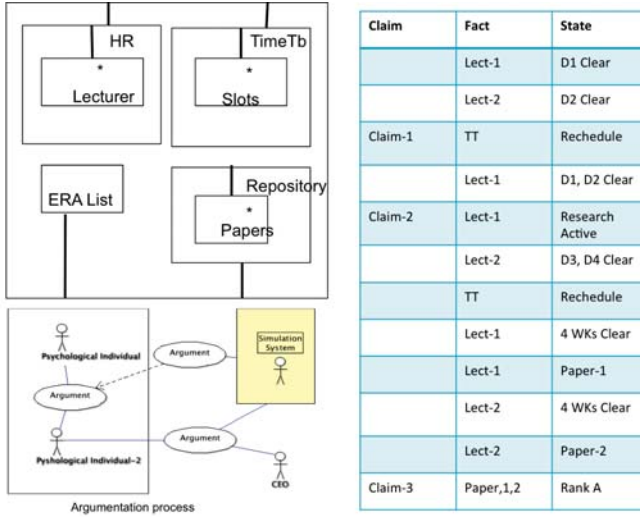 HR
*
Lecturer
TimeTb
*
Slots
ERA List
Repository
*
Papers
Psychological Individual
Argument
Simulation
System
Argument
Pyshological Individual-2
Argument
CEO
Argumentation process
Claim Fact State
Lect-1 D1 Clear
Lect-2 D2 Clear
Claim-1 TT Rechedule
Lect-1 D1, D2 Clear
Claim-2 Lect-1 Research
Active
Lect-2 D3, D4 Clear
TT Rechedule
Lect-1 4 WKs Clear
Lect-1 Paper-1
Lect-2 4 WKs Clear
Lect-2 Paper-2
Claim-3 Paper,1,2 Rank A